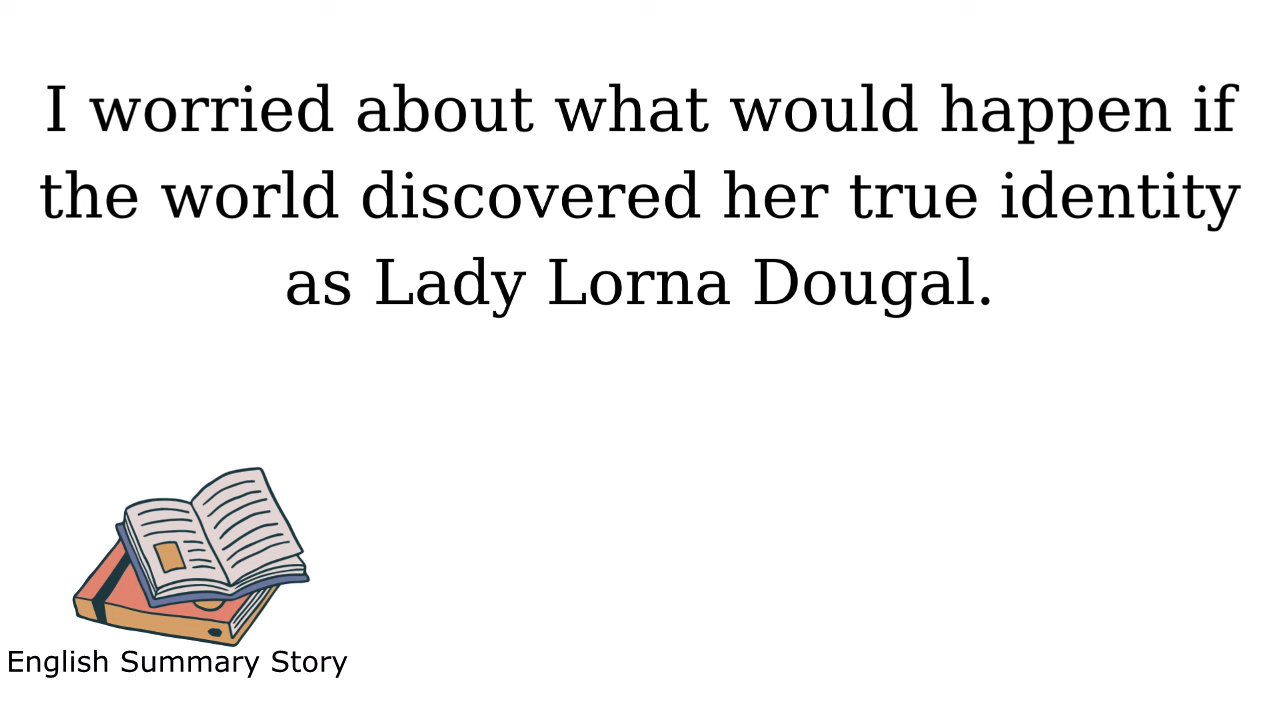 I worried about what would happen if
the world discovered her true identity
as Lady Lorna Dougal.
English Summary Story